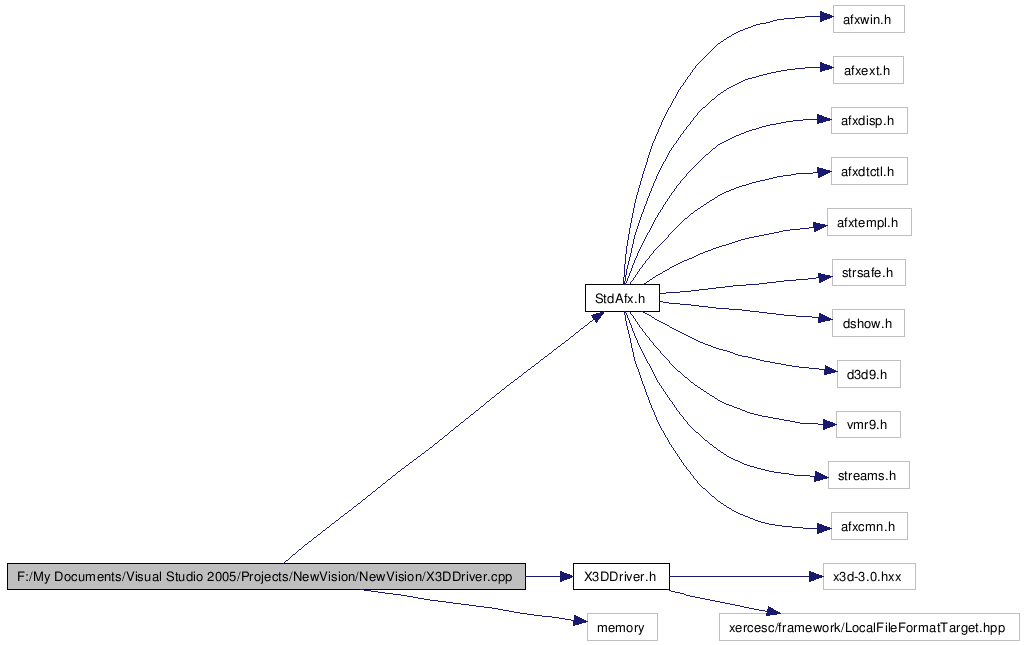 afxwin.h
afxext.h
afxdisp.h
afxdtctl.h
afxtempl.h
strsafe.h
StdAfx.h
dshow.h
d3d9.h
vmr9.h
streams.h
afxcmn.h
F:/My Documents/Visual Studio 2005/Projects/NewVision/NewVision/X3DDriver.cpp
X3DDriver.h
x3d-3.0.hxx
memory
xercesc/framework/LocalFileFormatTarget.hpp